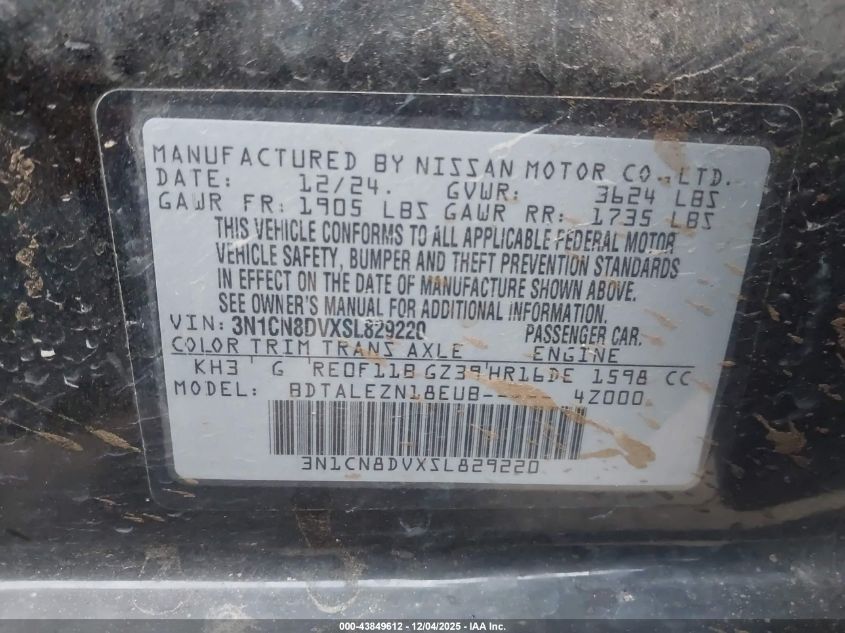 MANUFACTURED BY NISSAN MOTOR CO., LTD.
DATE: 12/24. GVWR: 3624 LBS
GAWR FR: 1905 LBS GAWR RR: 1735 LBS
THIS VEHICLE CONFORMS TO ALL APPLICABLE FEDERAL MOTOR
VEHICLE SAFETY, BUMPER AND THEFT PREVENTION STANDARDS
IN EFFECT ON THE DATE OF MANUFACTURE SHOWN ABOVE.
SEE OWNER'S MANUAL FOR ADDITIONAL INFORMATION.
VIN: 3N1CN8DVXSL829220 PASSENGER CAR.
COLOR TRIM TRANS AXLE ENGINE
KH3 G RE0F11B GZ39 HR16DE 1598 CC
MODEL: BDTALEZN18EUB----- 4Z000
3N1CN8DVXSL829220
000-43849612 - 12/04/2025 - IAA Inc.